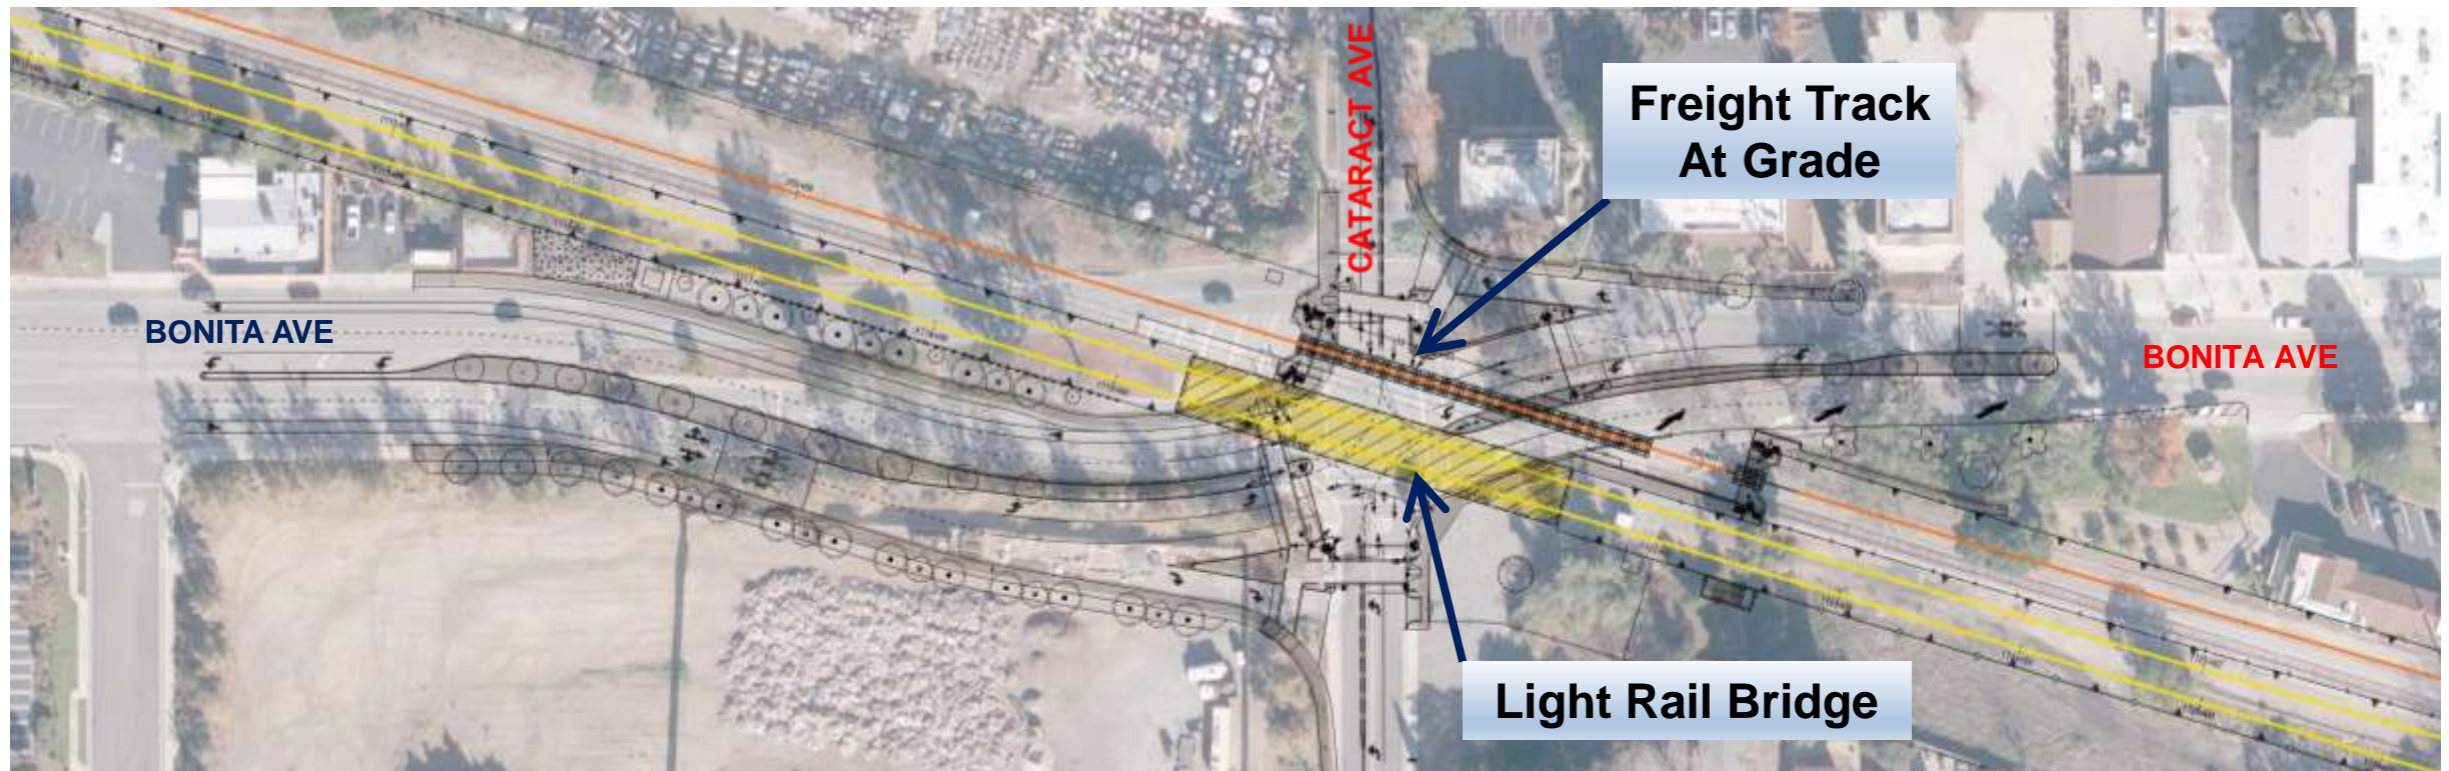 CATARACT AVE
Freight Track
At Grade
BONITA AVE
BONITA AVE
Light Rail Bridge